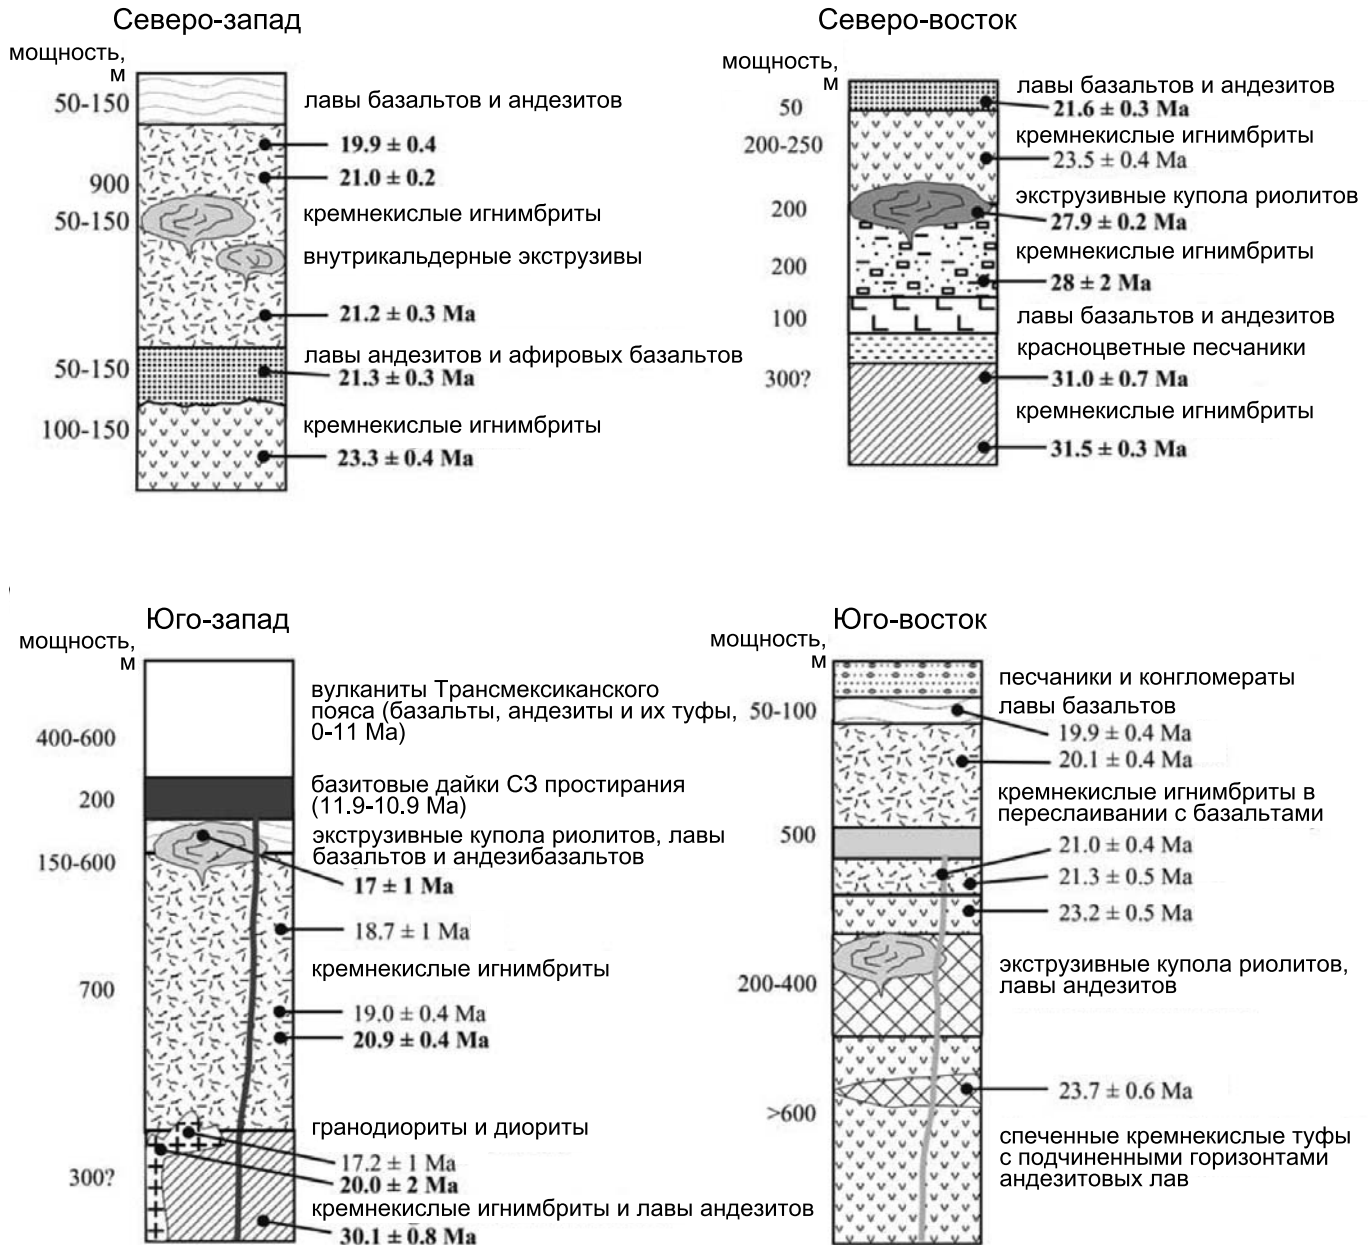 Северо-запад
мощность,
м
50-150
лавы базальтов и андезитов
19.9 ± 0.4
900
21.0 ± 0.2
50-150
кремнекислые игнимбриты
внутрикальдерные экструзивы
21.2 ± 0.3 Ma
50-150
лавы андезитов и афировых базальтов
21.3 ± 0.3 Ma
100-150
кремнекислые игнимбриты
23.3 ± 0.4 Ma
Северо-восток
мощность,
м
50
лавы базальтов и андезитов
21.6 ± 0.3 Ma
200-250
кремнекислые игнимбриты
23.5 ± 0.4 Ma
200
экструзивные купола риолитов
27.9 ± 0.2 Ma
200
кремнекислые игнимбриты
28 ± 2 Ma
100
лавы базальтов и андезитов
красноцветные песчаники
300?
31.0 ± 0.7 Ma
кремнекислые игнимбриты
31.5 ± 0.3 Ma
Юго-запад
мощность,
м
400-600
вулканиты Трансмексиканского
пояса (базальты, андезиты и их туфы,
0-11 Ma)
200
базитовые дайки СЗ простирания
(11.9-10.9 Ma)
150-600
экструзивные купола риолитов, лавы
базальтов и андезибазальтов
17 ± 1 Ma
18.7 ± 1 Ma
700
кремнекислые игнимбриты
19.0 ± 0.4 Ma
20.9 ± 0.4 Ma
гранодиориты и диориты
17.2 ± 1 Ma
300?
20.0 ± 2 Ma
кремнекислые игнимбриты и лавы андезитов
30.1 ± 0.8 Ma
Юго-восток
мощность,
м
песчаники и конгломераты
50-100
лавы базальтов
19.9 ± 0.4 Ma
20.1 ± 0.4 Ma
кремнекислые игнимбриты в
переслаивании с базальтами
500
21.0 ± 0.4 Ma
21.3 ± 0.5 Ma
23.2 ± 0.5 Ma
200-400
экструзивные купола риолитов,
лавы андезитов
23.7 ± 0.6 Ma
>600
спеченные кремнекислые туфы
с подчиненными горизонтами
андезитовых лав